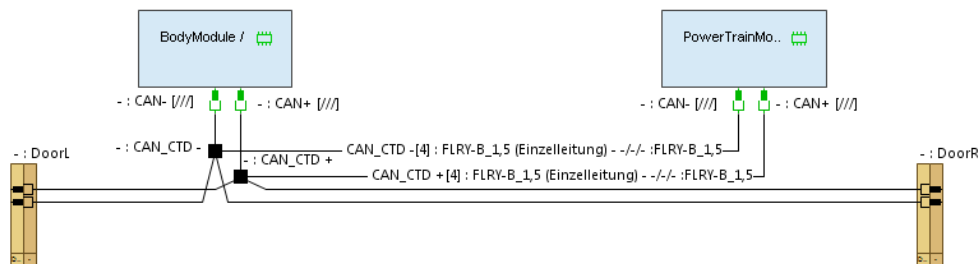 BodyModule /
PowerTrainMo..
- : CAN- [///]
- : CAN+ [///]
- : CAN- [///]
- : CAN+ [///]
- : CAN_CTD -
CAN_CTD -[4] : FLRY-B_1,5 (Einzelleitung) - -/-/- :FLRY-B_1,5
- : DoorL
- : CAN_CTD +
- : DoorR
CAN_CTD +[4] : FLRY-B_1,5 (Einzelleitung) - -/-/- :FLRY-B_1,5